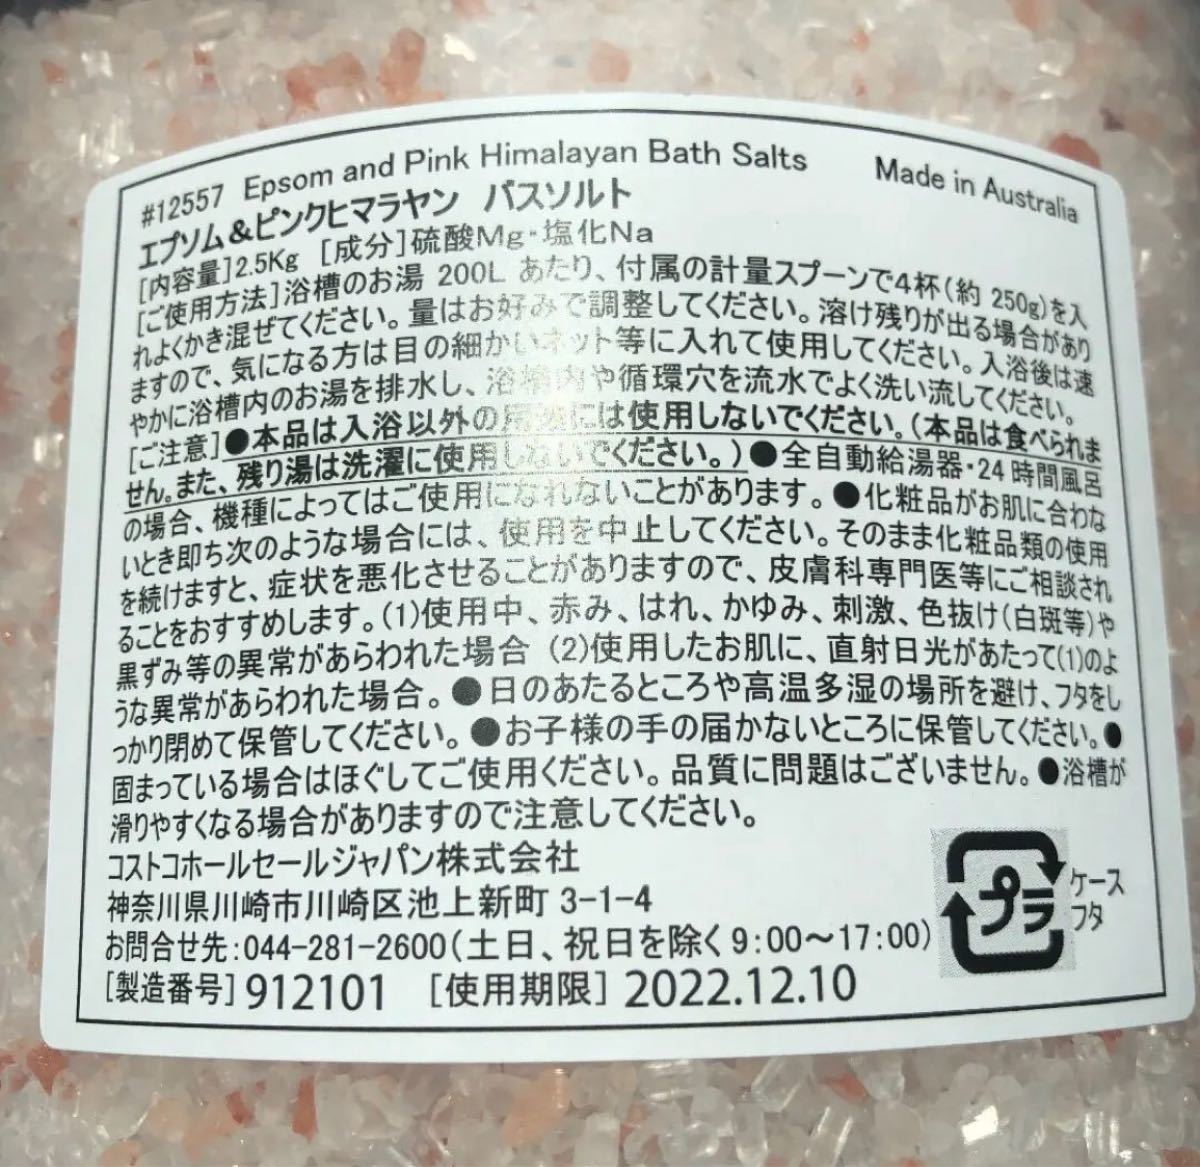 #12557 Epsom and Pink Himalayan Bath Salts Made in Australia
エプソム&ピンクヒマラヤン バスソルト
[内容量]2.5Kg [成分]硫酸Mg・塩化Na
[ご使用方法]浴槽のお湯 200L あたり、付属の計量スプーンで4杯(約 250g)を入
れよくかき混ぜてください。量はお好みで調整してください。溶け残りが出る場合があり
ますので、気になる方は目の細かいネット等に入れて使用してください。入浴後は速
やかに浴槽内のお湯を排水し、浴槽内や循環穴を流水でよく洗い流してください。
[ご注意]●本品は入浴以外の用途には使用しないでください。(本品は食べられま
せん。また、残り湯は洗濯に使用しないでください。)●全自動給湯器・24時間風呂
の場合、機種によってはご使用になれないことがあります。●化粧品がお肌に合わな
いとき即ち次のような場合には、使用を中止してください。そのまま化粧品類の使用
を続けますと、症状を悪化させることがありますので、皮膚科専門医等にご相談され
ることをおすすめします。(1)使用中、赤み、はれ、かゆみ、刺激、色抜け(白斑等)や
黒ずみ等の異常があらわれた場合 (2)使用したお肌に、直射日光があたって(1)のよ
うな異常があらわれた場合。●日のあたるところや高温多湿の場所を避け、フタをし
っかり閉めて保管してください。●お子様の手の届かないところに保管してください。●
固まっている場合はほぐしてご使用ください。品質に問題はございません。●浴槽が
滑りやすくなる場合がありますので注意してください。
コストコホールセールジャパン株式会社
神奈川県川崎市川崎区池上新町 3-1-4
お問合せ先:044-281-2600(土日、祝日を除く9:00〜17:00)
[製造番号]912101 [使用期限]2022.12.10
プラ
ケース
フタ